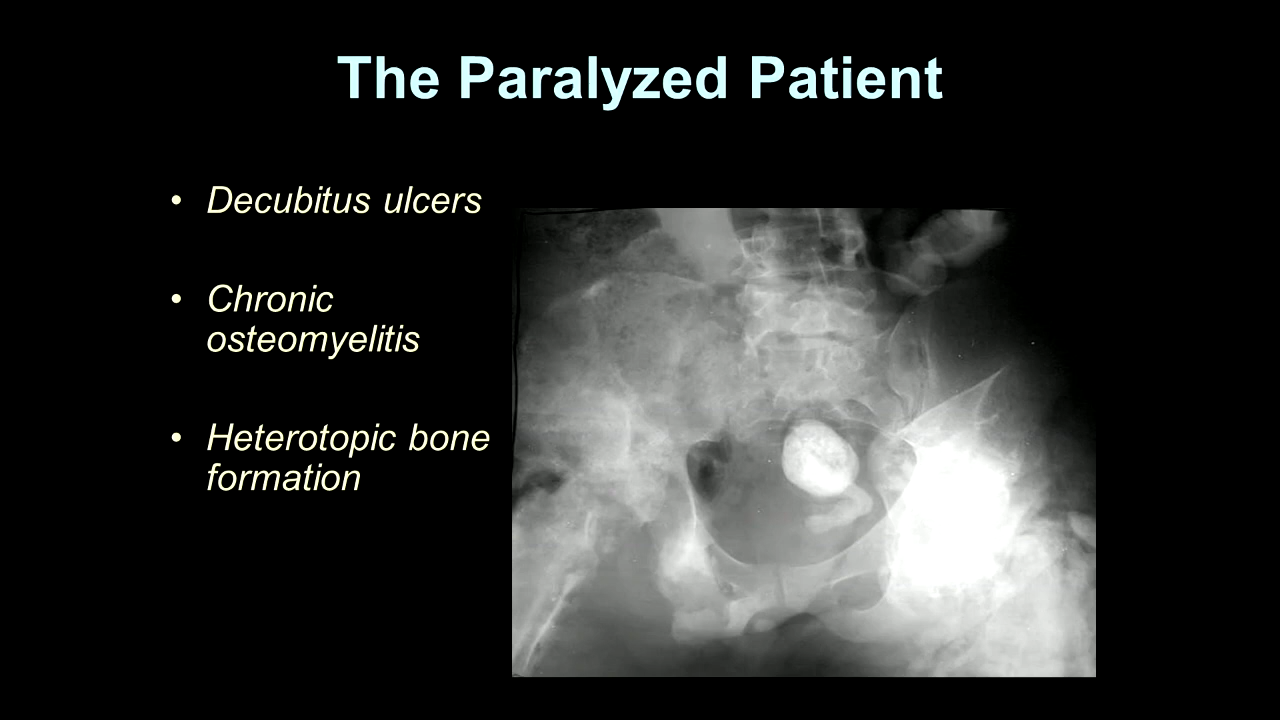 The Paralyzed Patient
• Decubitus ulcers
• Chronic
osteomyelitis
• Heterotopic bone
formation